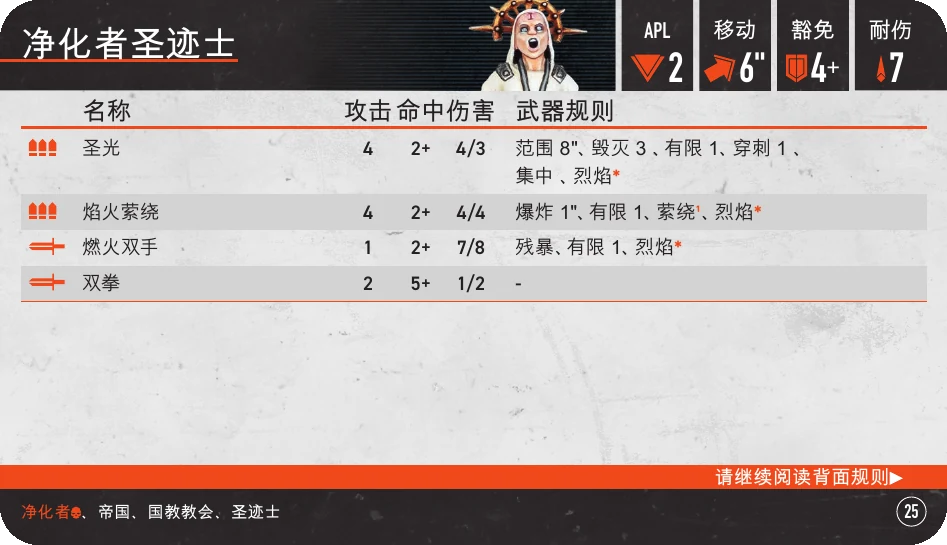 净化者圣迹士
APL 移动 豁免 耐伤
2 6" 4+ 7
名称 攻击 命中 伤害 武器规则
圣光 4 2+ 4/3 范围 8"、毁灭 3、有限 1、穿刺 1、
集中、烈焰*
焰火萦绕 4 2+ 4/4 爆炸 1"、有限 1、萦绕¹、烈焰*
燃火双手 1 2+ 7/8 残暴、有限 1、烈焰*
双拳 2 5+ 1/2 -
请继续阅读背面规则▶
净化者、帝国、国教教会、圣迹士 25